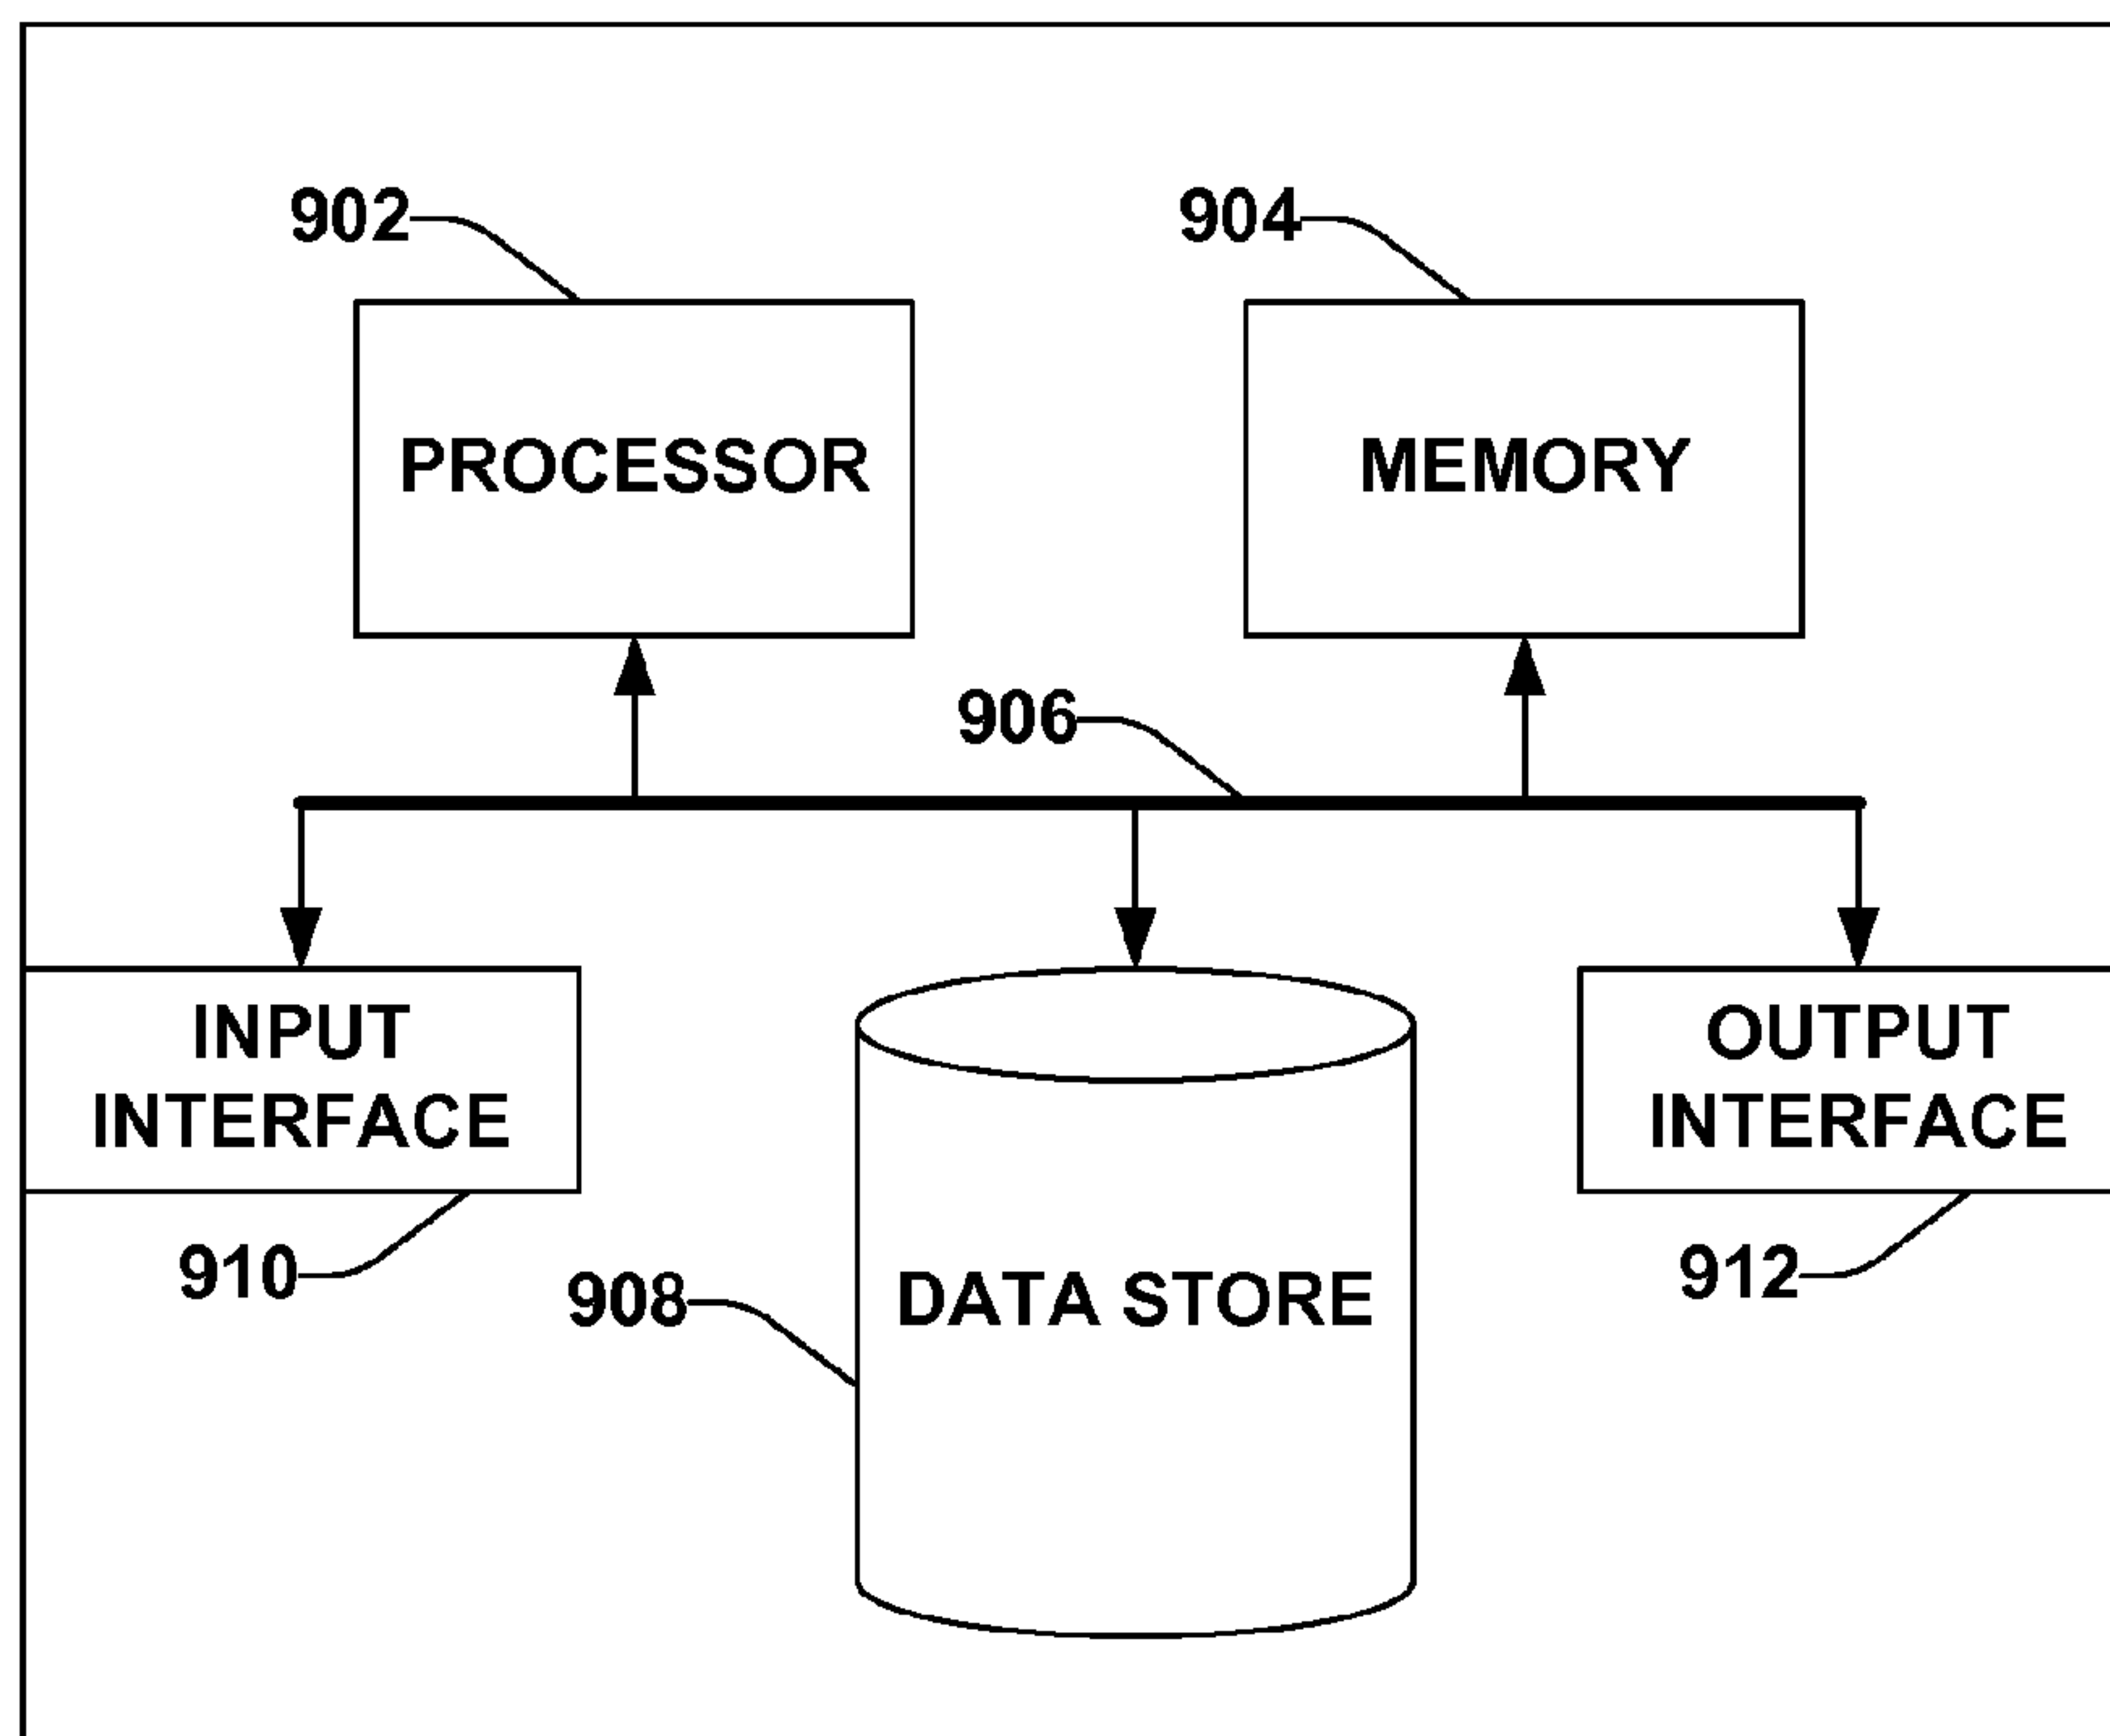 902
904
PROCESSOR
MEMORY
906
INPUT
INTERFACE
OUTPUT
INTERFACE
910
908
DATA STORE
912